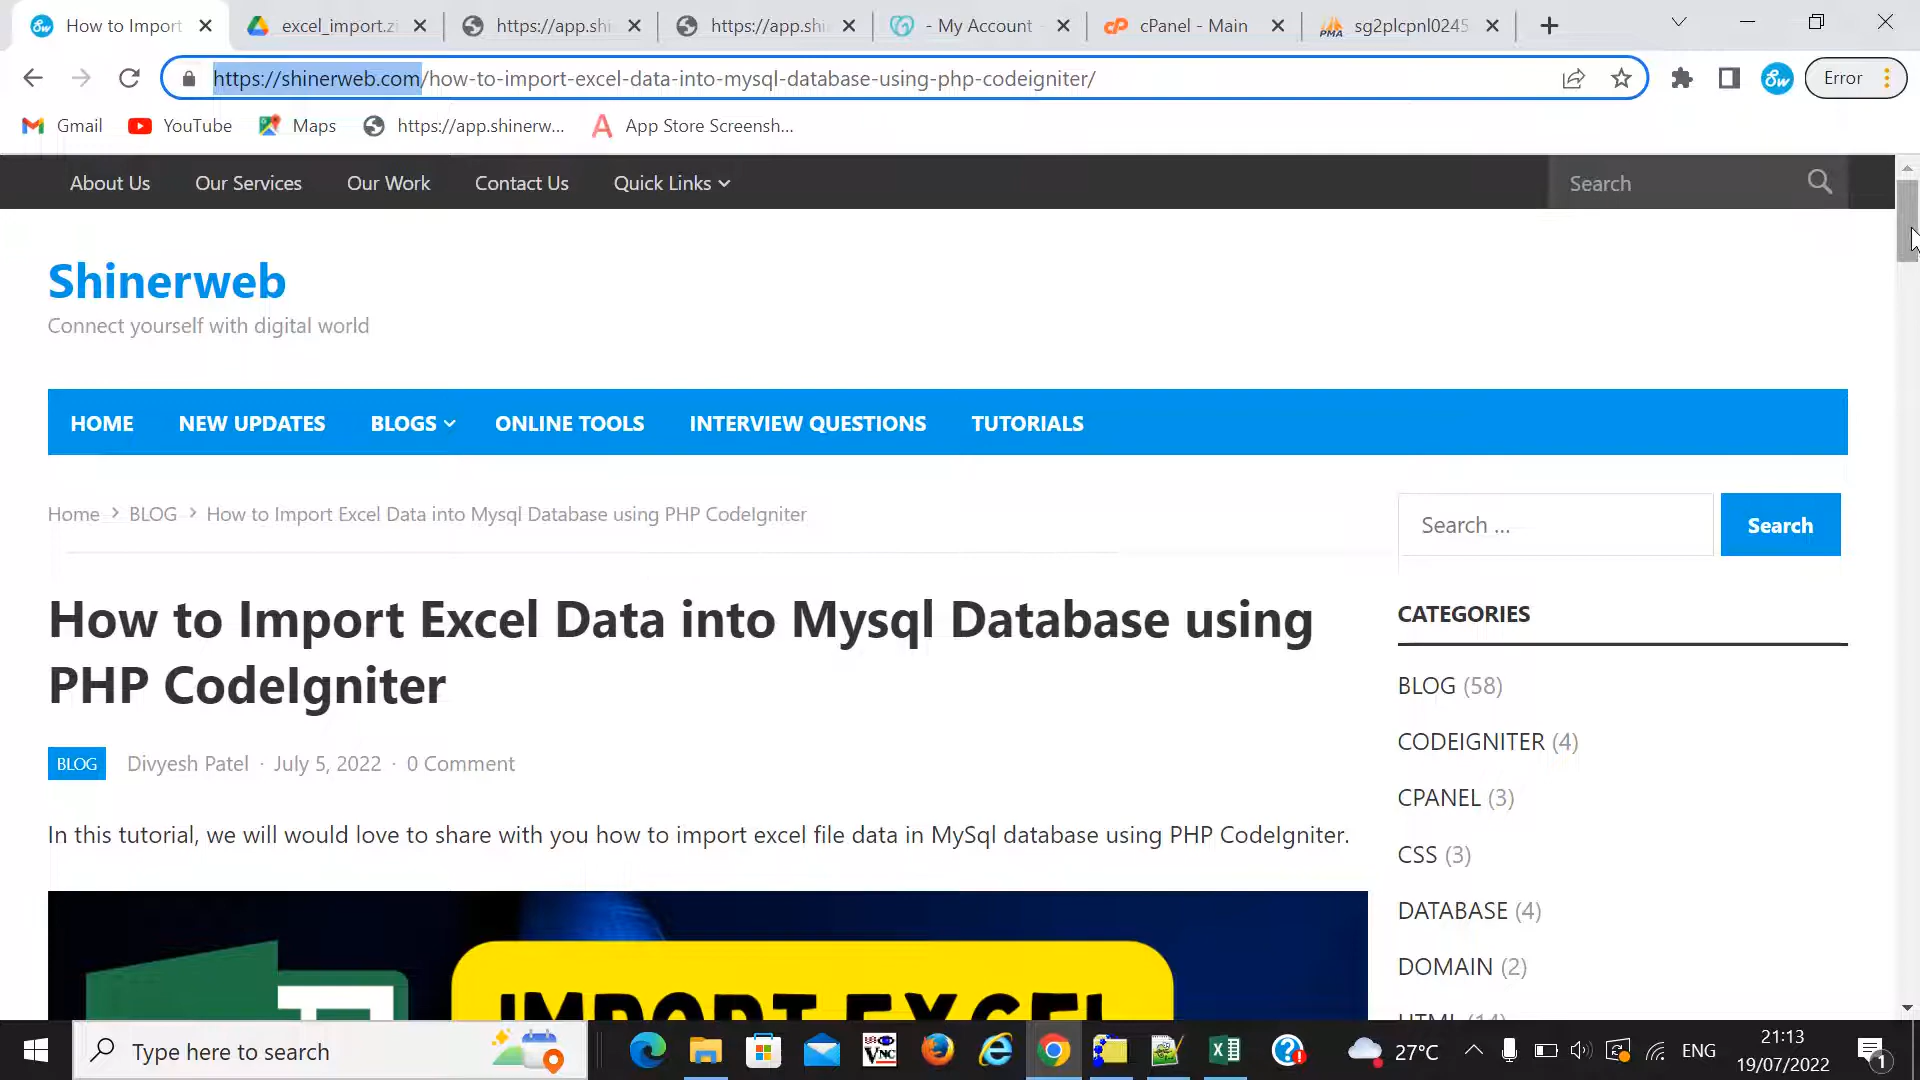 How to Import
excel_import.zi
https://app.shi
https://app.shi
- My Account
cPanel - Main
sg2plcpnl0245
https://shinerweb.com/how-to-import-excel-data-into-mysql-database-using-php-codeigniter/
Error
Gmail
YouTube
Maps
https://app.shinerw...
App Store Screensh...
About Us
Our Services
Our Work
Contact Us
Quick Links
Search
Shinerweb
Connect yourself with digital world
HOME
NEW UPDATES
BLOGS
ONLINE TOOLS
INTERVIEW QUESTIONS
TUTORIALS
Home > BLOG > How to Import Excel Data into Mysql Database using PHP CodeIgniter
Search ...
Search
How to Import Excel Data into Mysql Database using
PHP CodeIgniter
BLOG
Divyesh Patel · July 5, 2022 · 0 Comment
In this tutorial, we will would love to share with you how to import excel file data in MySql database using PHP CodeIgniter.
IMPORT EXCEL
CATEGORIES
BLOG (58)
CODEIGNITER (4)
CPANEL (3)
CSS (3)
DATABASE (4)
DOMAIN (2)
HTML (14)
Type here to search
27°C
ENG
21:13
19/07/2022
1